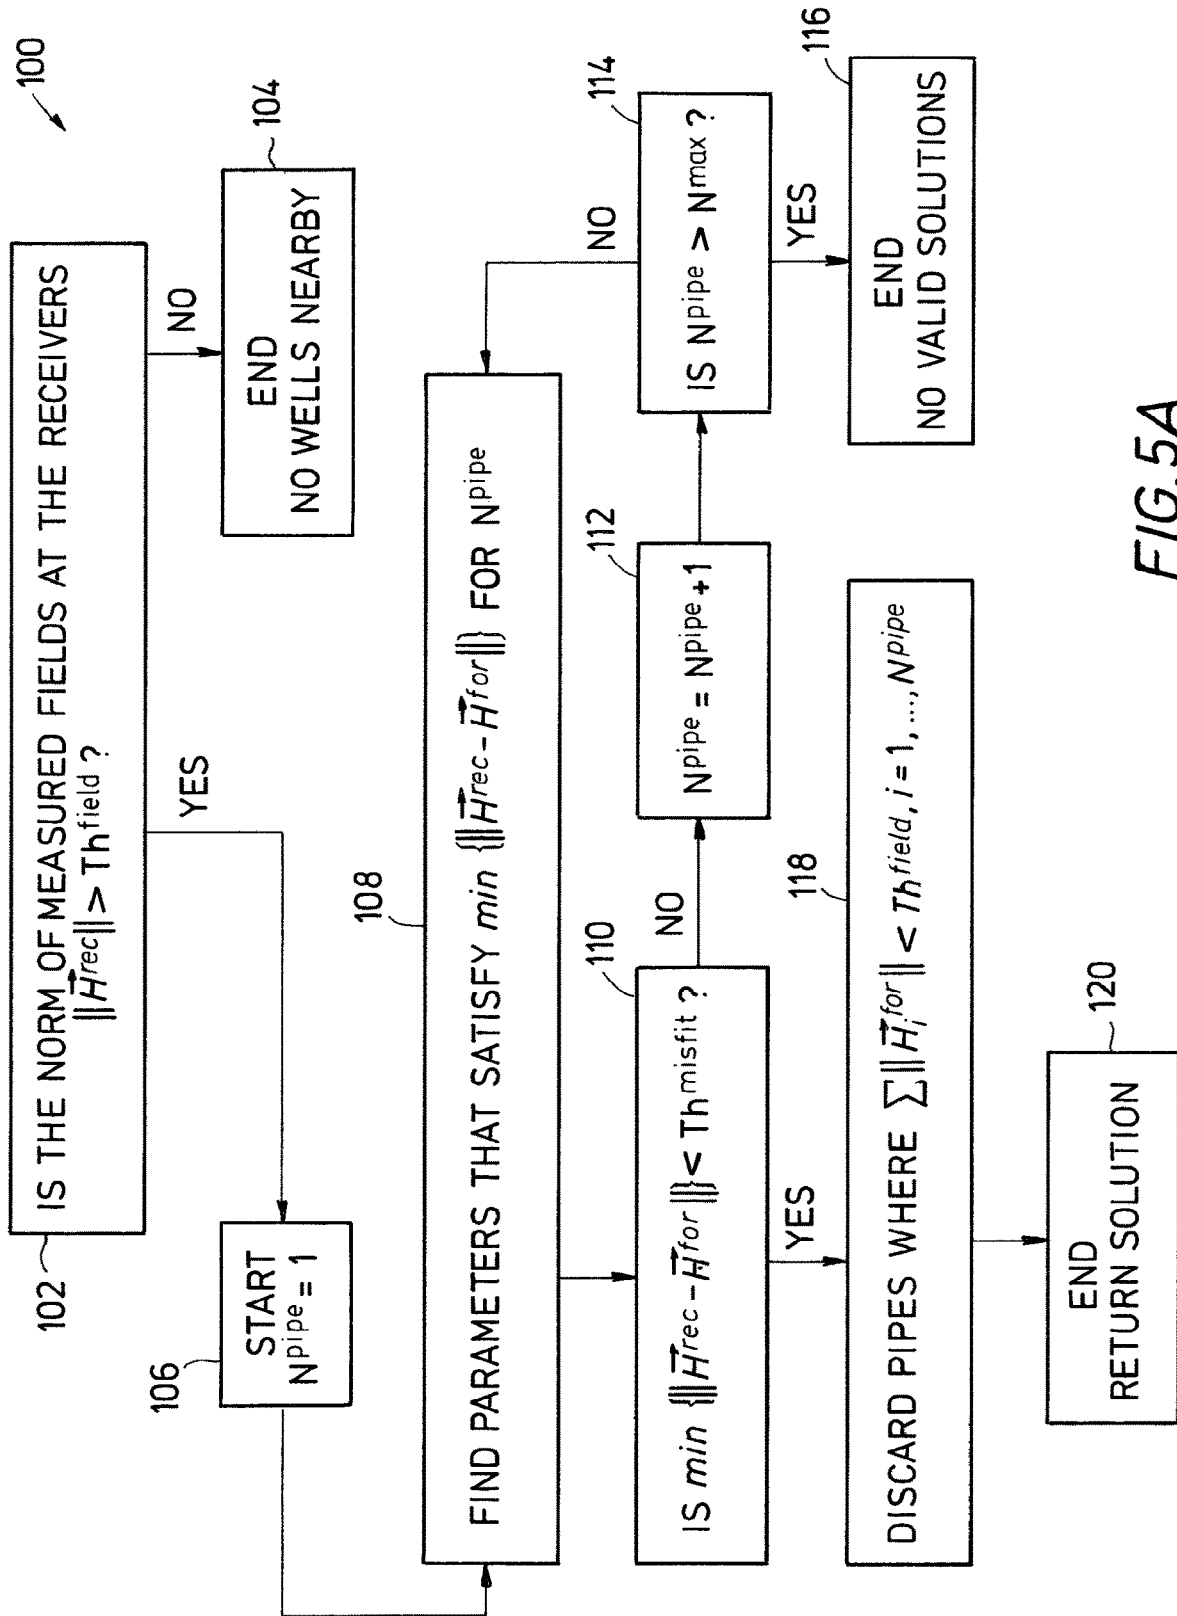 100
102
IS THE NORM OF MEASURED FIELDS AT THE RECEIVERS
||H⃗^rec|| > Th^field ?
NO
104
END
NO WELLS NEARBY
YES
106
START
N^pipe = 1
108
FIND PARAMETERS THAT SATISFY min {||H⃗^rec - H⃗^for||} FOR N^pipe
110
IS min {||H⃗^rec - H⃗^for||} < Th^misfit ?
NO
112
N^pipe = N^pipe + 1
114
IS N^pipe > N^max ?
NO
YES
116
END
NO VALID SOLUTIONS
YES
118
DISCARD PIPES WHERE ∑||H⃗_i^for|| < Th^field, i = 1, ..., N^pipe
120
END
RETURN SOLUTION
FIG.5A